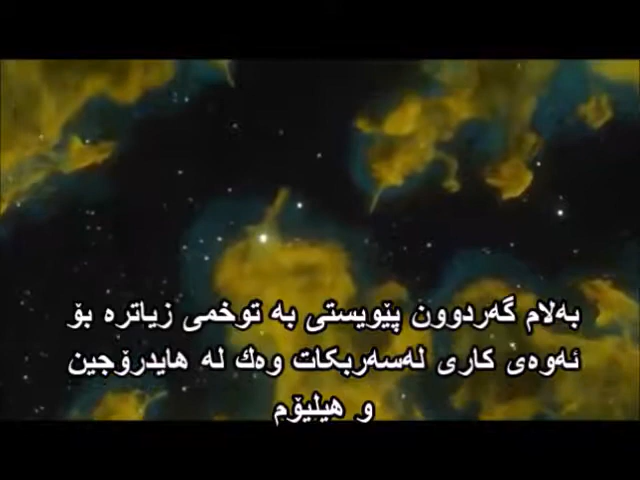 بەلام گەردوون پێویستی بە توخمی زیاترە بۆ
ئەوەی کاری لەسەربکات وەك لە هایدرۆجین
و هیلیۆم